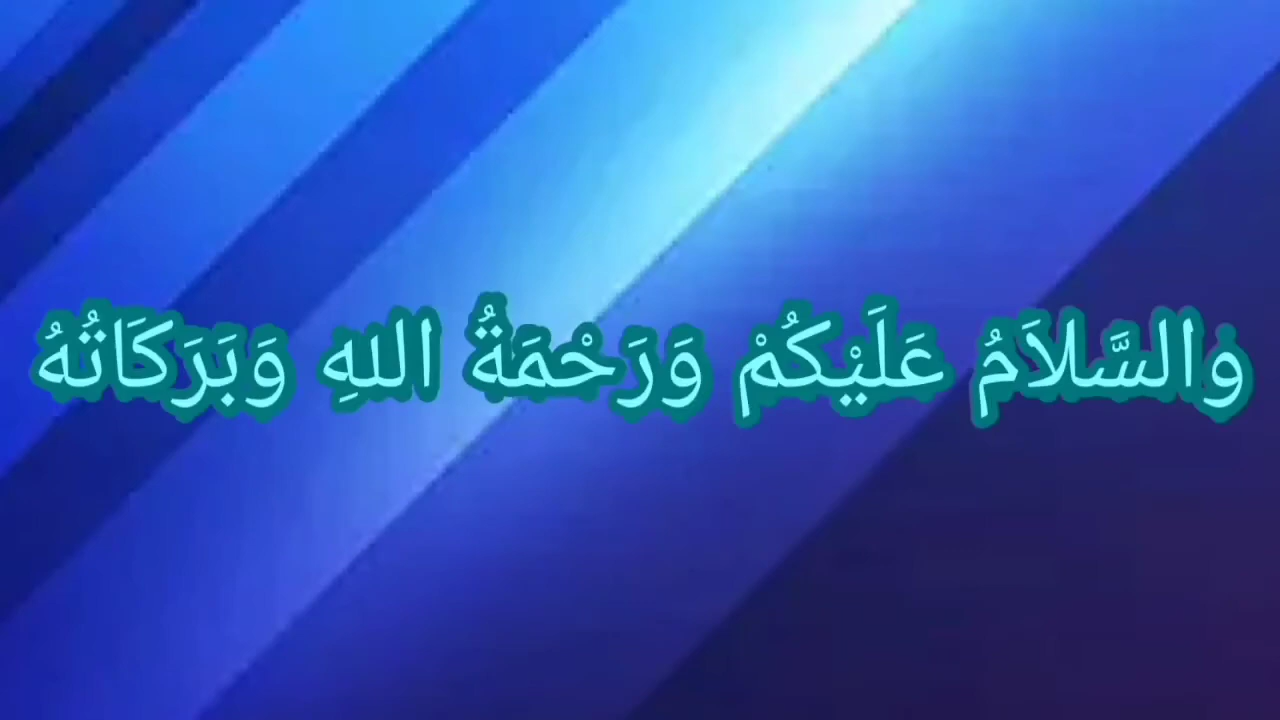 والسَّلاَمُ عَلَيْكُمْ وَرَحْمَةُ اللهِ وَبَرَكَاتُهُ